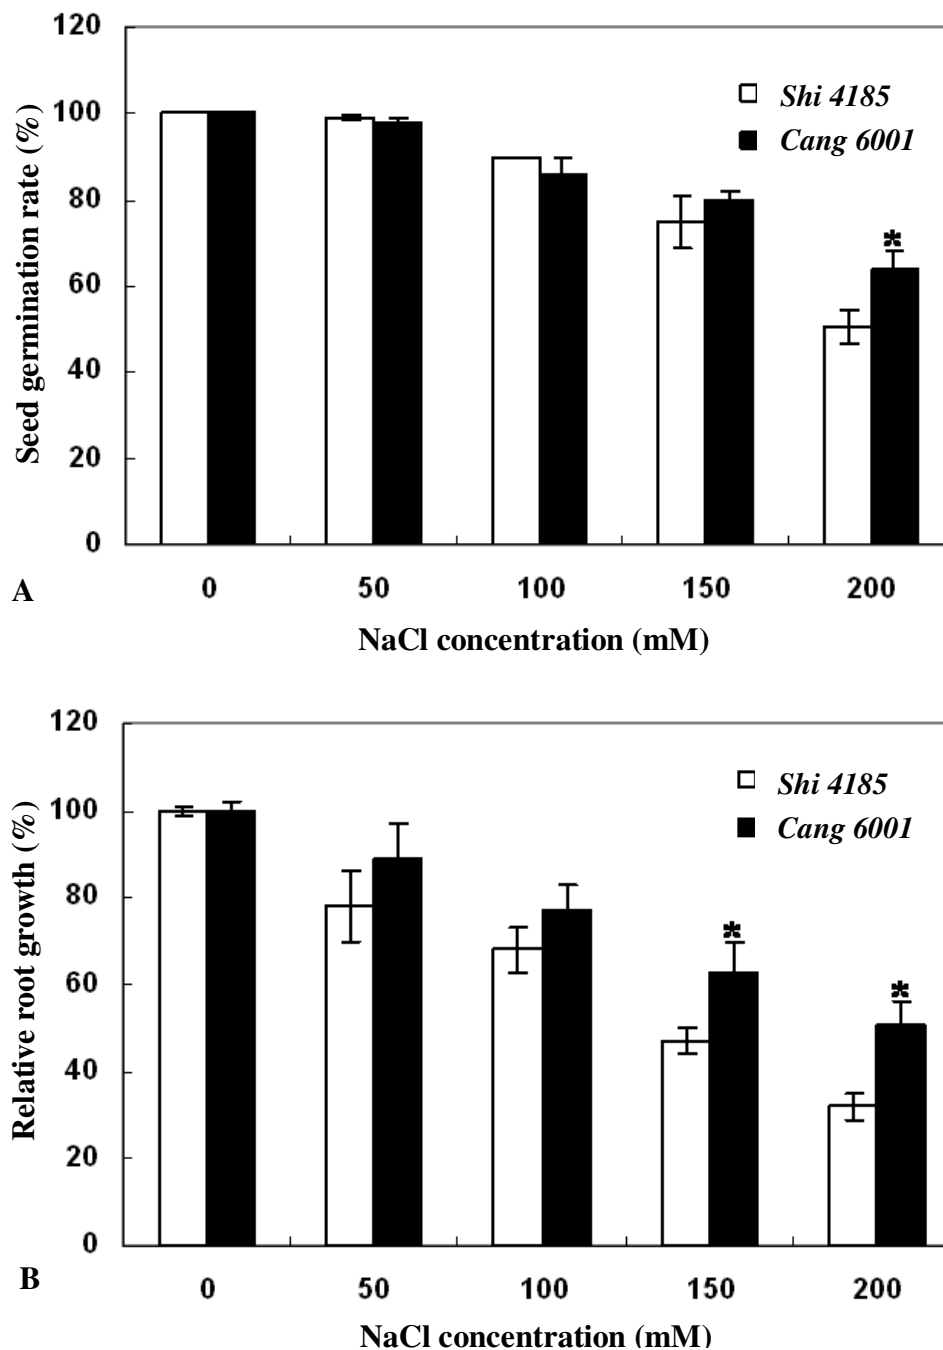 120
100
80
60
40
20
0
Seed germination rate (%)
Shi 4185
Cang 6001
*
0 50 100 150 200
A
NaCl concentration (mM)
120
100
80
60
40
20
0
Relative root growth (%)
Shi 4185
Cang 6001
*
*
0 50 100 150 200
B
NaCl concentration (mM)